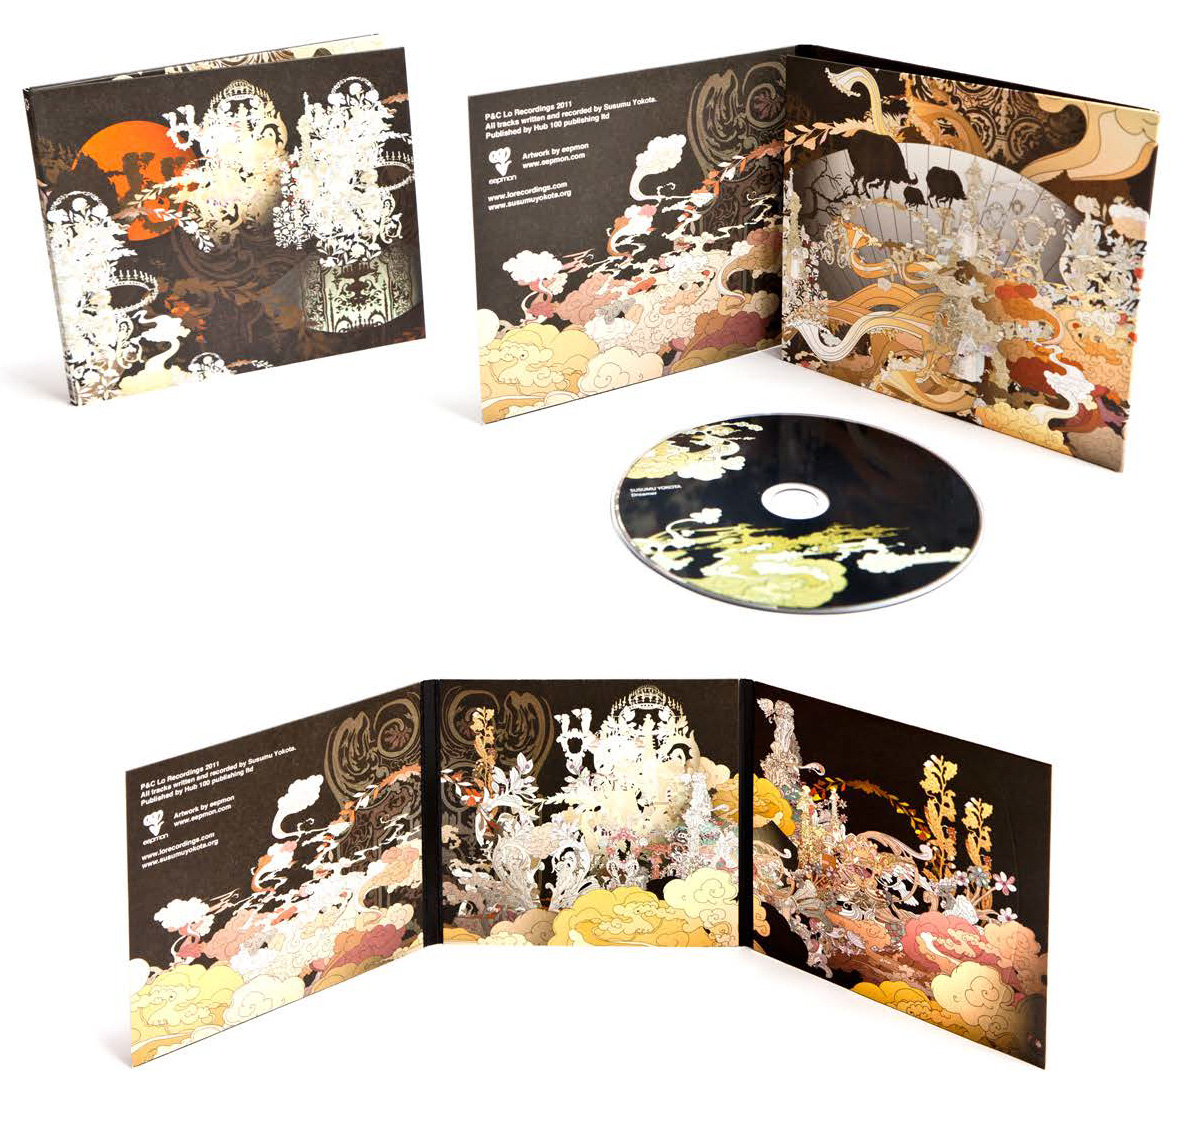 P&C Lo Recordings 2011
All tracks written and recorded by Susumu Yokota.
Published by Hub 100 publishing ltd
Artwork by eepmon
www.eepmon.com
eepmon
www.lorecordings.com
www.susumuyokota.org
SUSUMU YOKOTA
Dreamer
P&C Lo Recordings 2011
All tracks written and recorded by Susumu Yokota.
Published by Hub 100 publishing ltd
Artwork by eepmon
www.eepmon.com
eepmon
www.lorecordings.com
www.susumuyokota.org